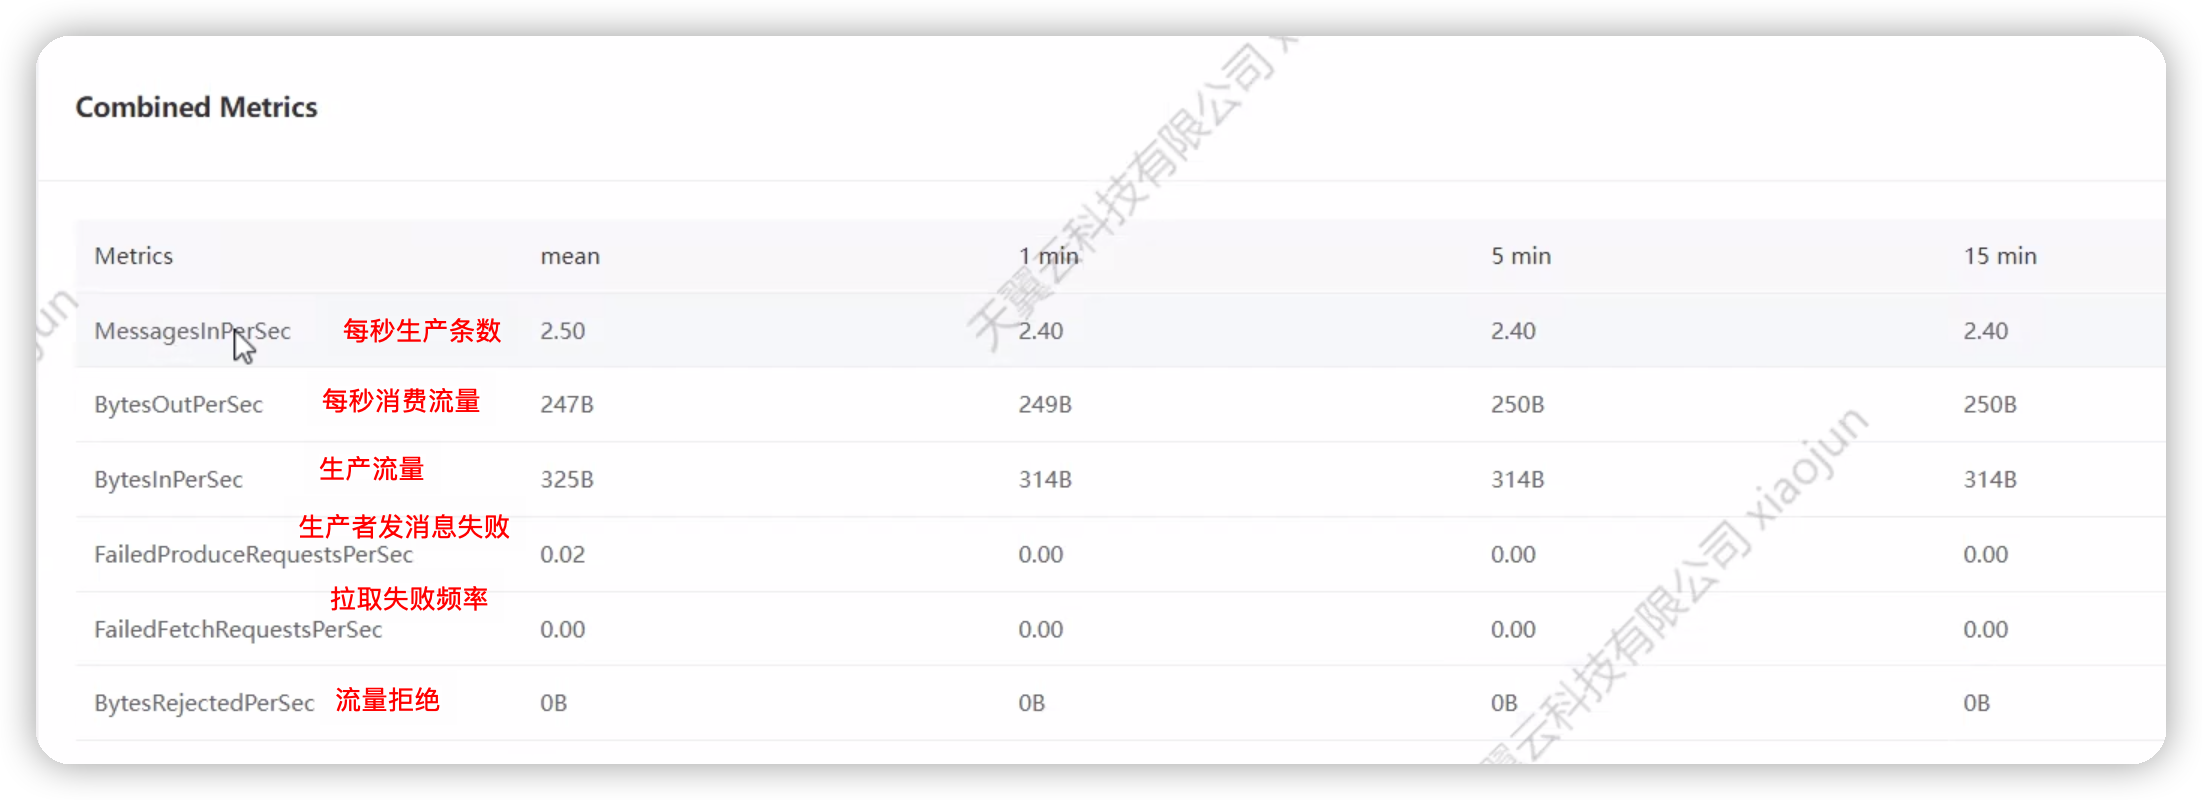 Combined Metrics
Metrics mean 1 min 5 min 15 min
MessagesInPerSec 每秒生产条数 2.50 2.40 2.40 2.40
BytesOutPerSec 每秒消费流量 247B 249B 250B 250B
BytesInPerSec 生产流量 325B 314B 314B 314B
生产者发消息失败
FailedProduceRequestsPerSec 0.02 0.00 0.00 0.00
拉取失败频率
FailedFetchRequestsPerSec 0.00 0.00 0.00 0.00
BytesRejectedPerSec 流量拒绝 0B 0B 0B 0B
天翼云科技有限公司 x
翼云科技有限公司 xiaojun
jun